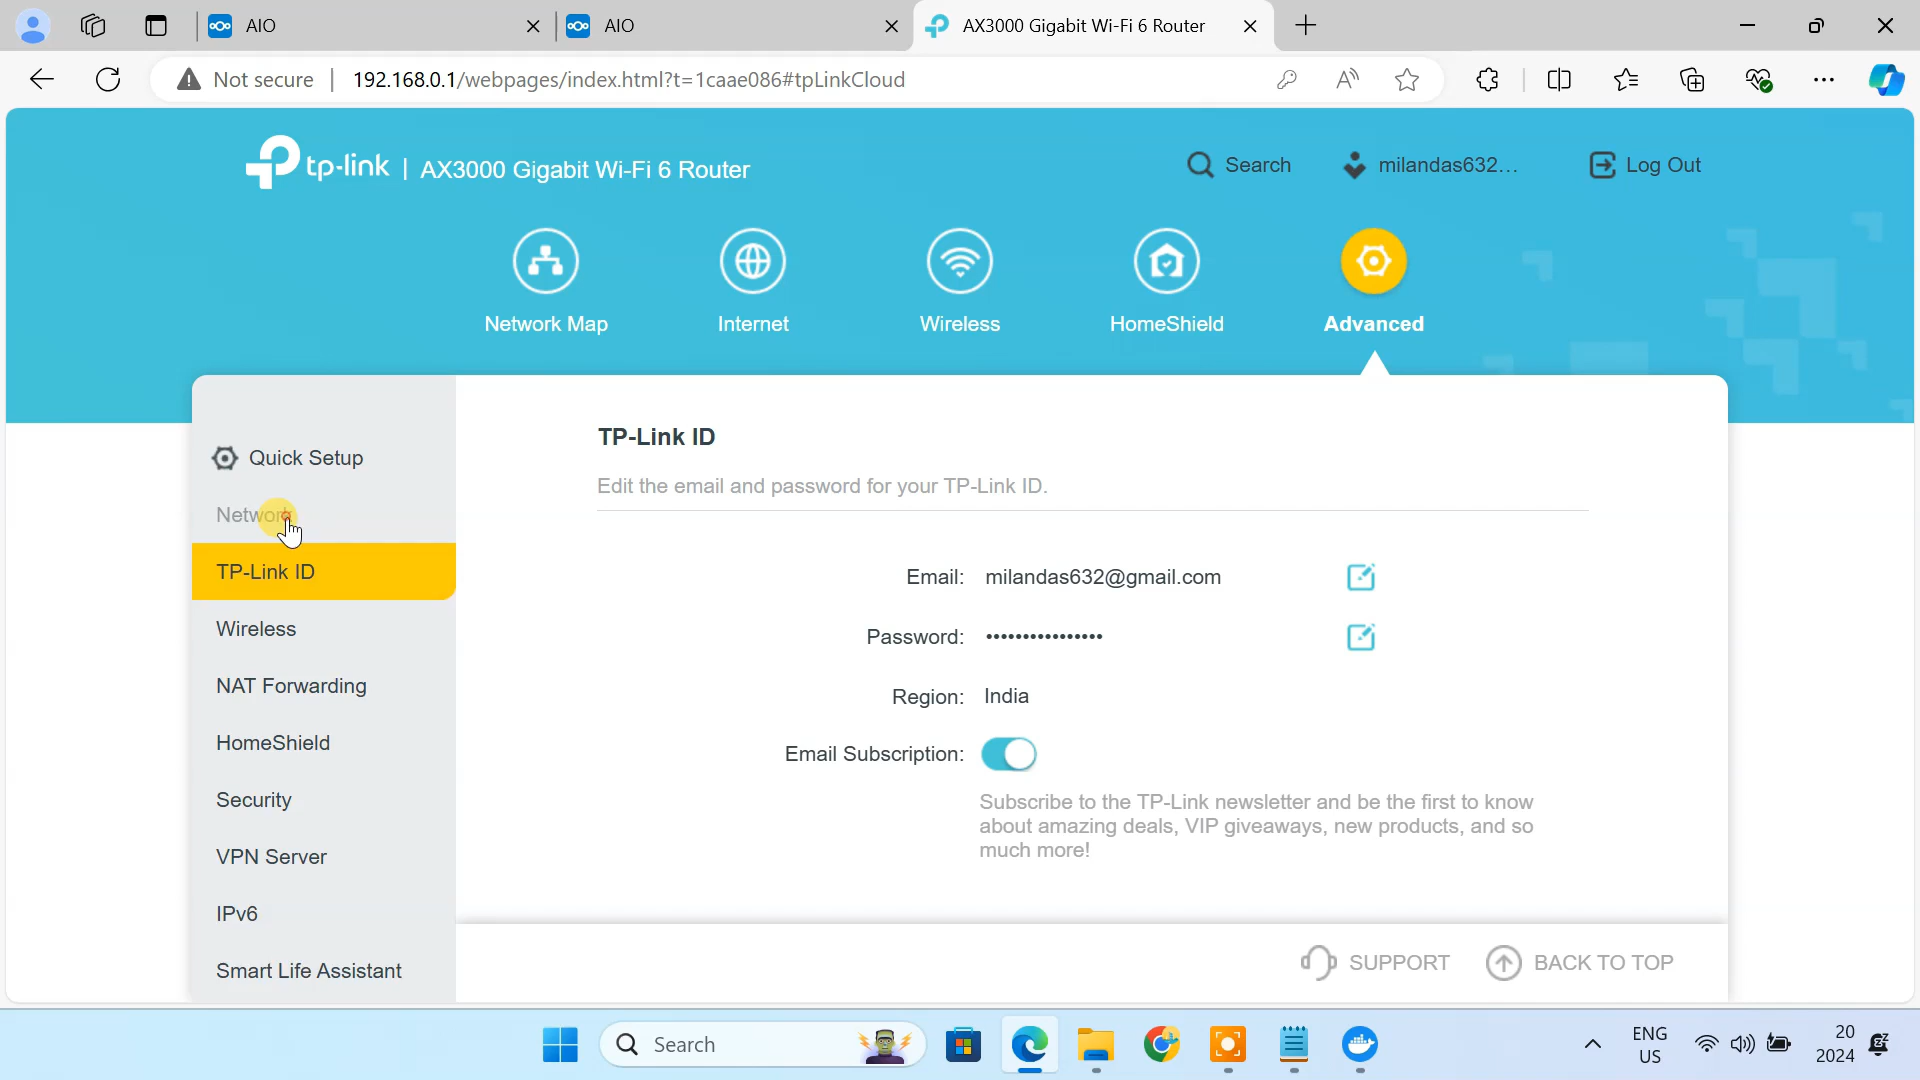 AIO
AIO
AX3000 Gigabit Wi-Fi 6 Router
Not secure
192.168.0.1/webpages/index.html?t=1caae086#tpLinkCloud
tp-link | AX3000 Gigabit Wi-Fi 6 Router
Search
milandas632...
Log Out
Network Map
Internet
Wireless
HomeShield
Advanced
Quick Setup
Network
TP-Link ID
Wireless
NAT Forwarding
HomeShield
Security
VPN Server
IPv6
Smart Life Assistant
TP-Link ID
Edit the email and password for your TP-Link ID.
Email: milandas632@gmail.com
Password: ••••••••••••••••
Region: India
Email Subscription:
Subscribe to the TP-Link newsletter and be the first to know
about amazing deals, VIP giveaways, new products, and so
much more!
SUPPORT
BACK TO TOP
Search
ENG
US
20
2024